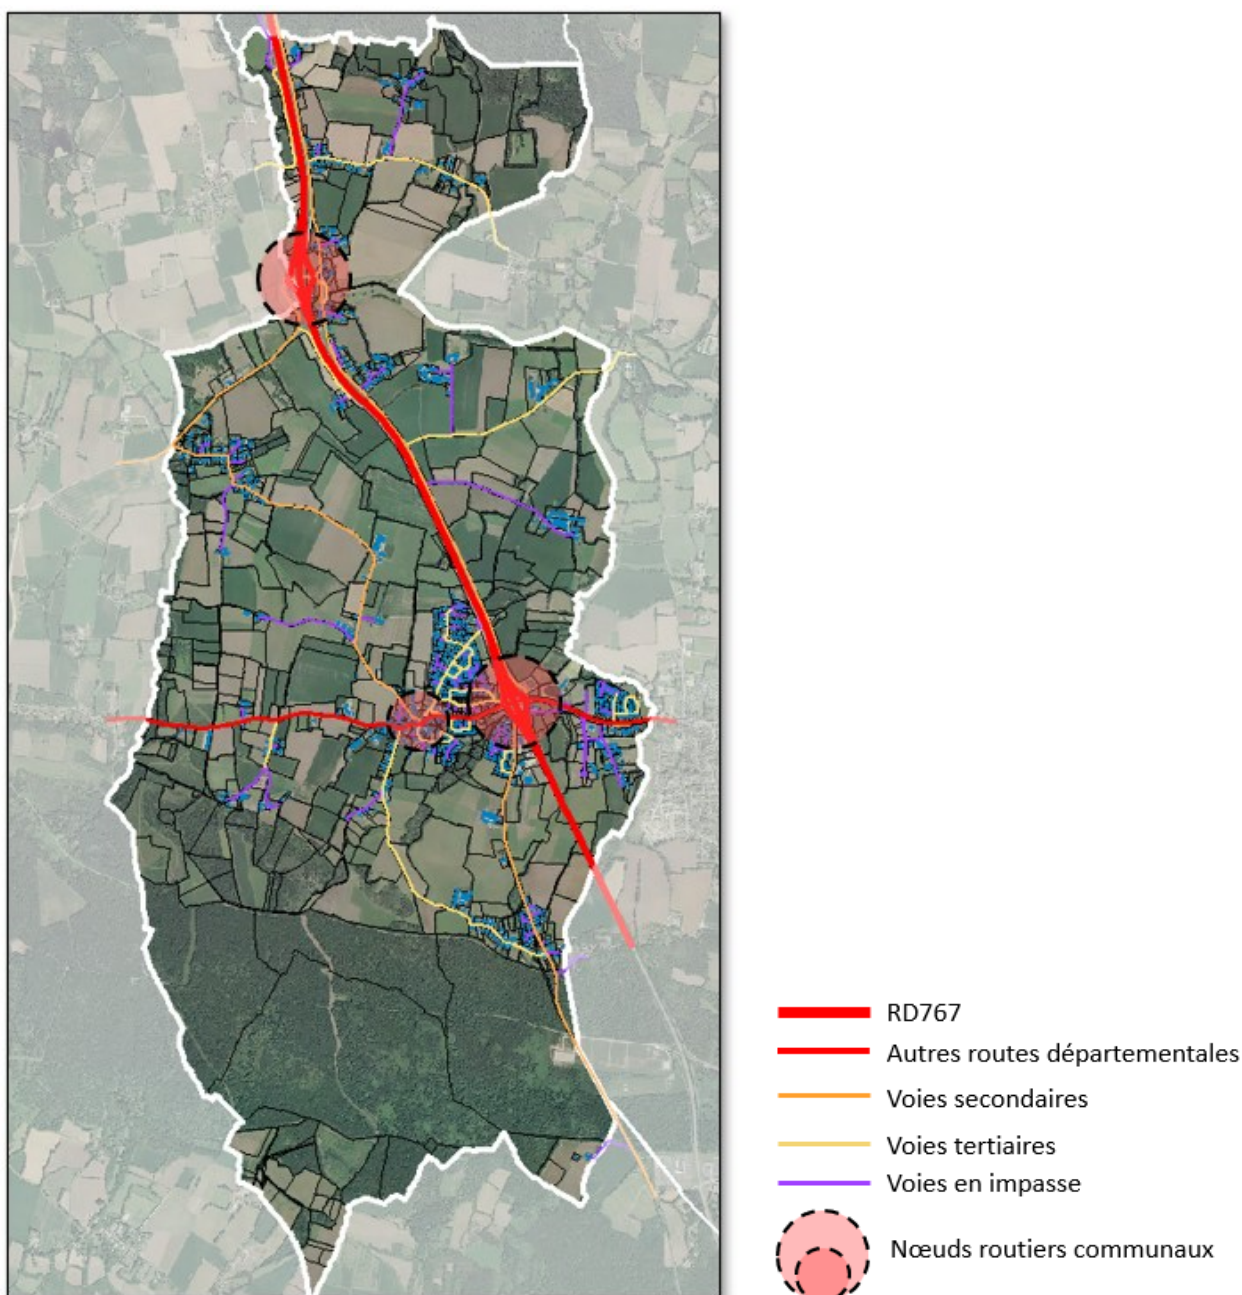 RD767
Autres routes départementales
Voies secondaires
Voies tertiaires
Voies en impasse
Nœuds routiers communaux